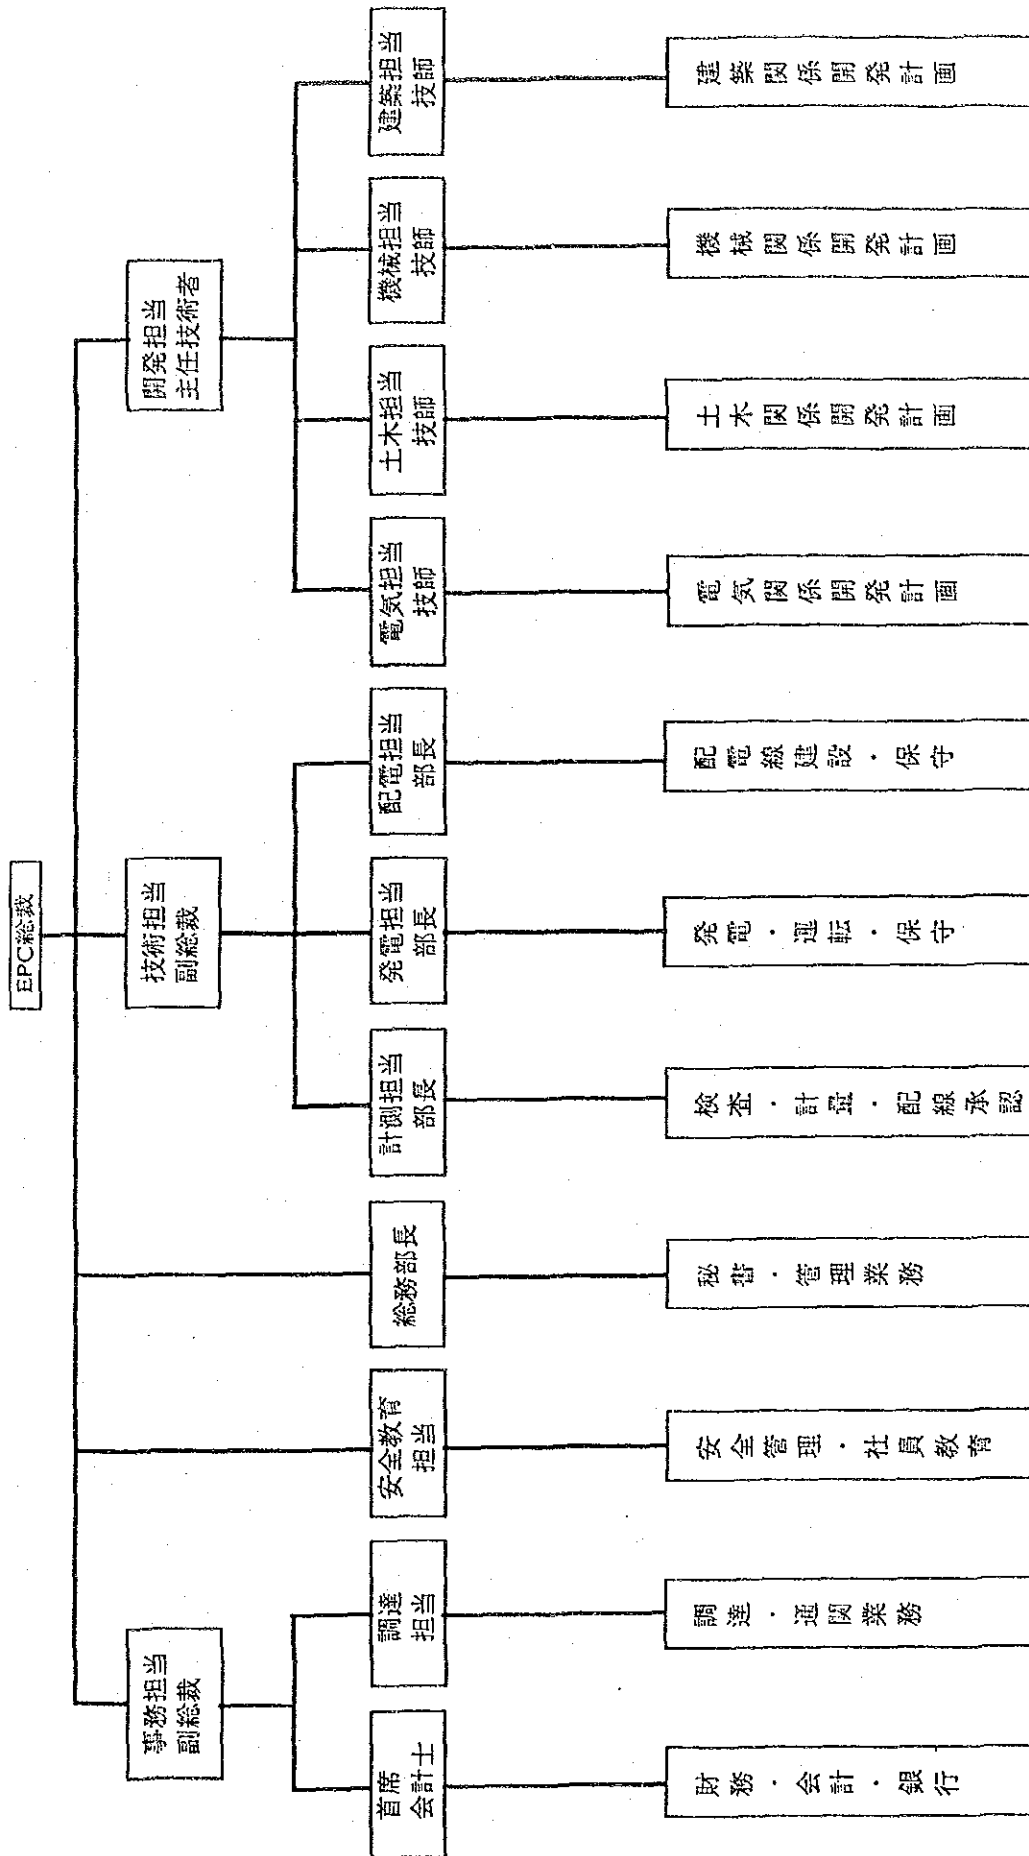 EPC総裁
事務担当
副総裁
技術担当
副総裁
開発担当
主任技術者
首席
会計士
調達
担当
安全教育
担当
総務部長
計測担当
部長
発電担当
部長
配電担当
部長
電気担当
技師
土木担当
技師
機械担当
技師
建築担当
技師
財務・会計・銀行
調達・通関業務
安全管理・社員教育
秘書・管理業務
検査・計量・配線承認
発電・運転・保守
配電線建設・保守
電気関係開発計画
土木関係開発計画
機械関係開発計画
建築関係開発計画